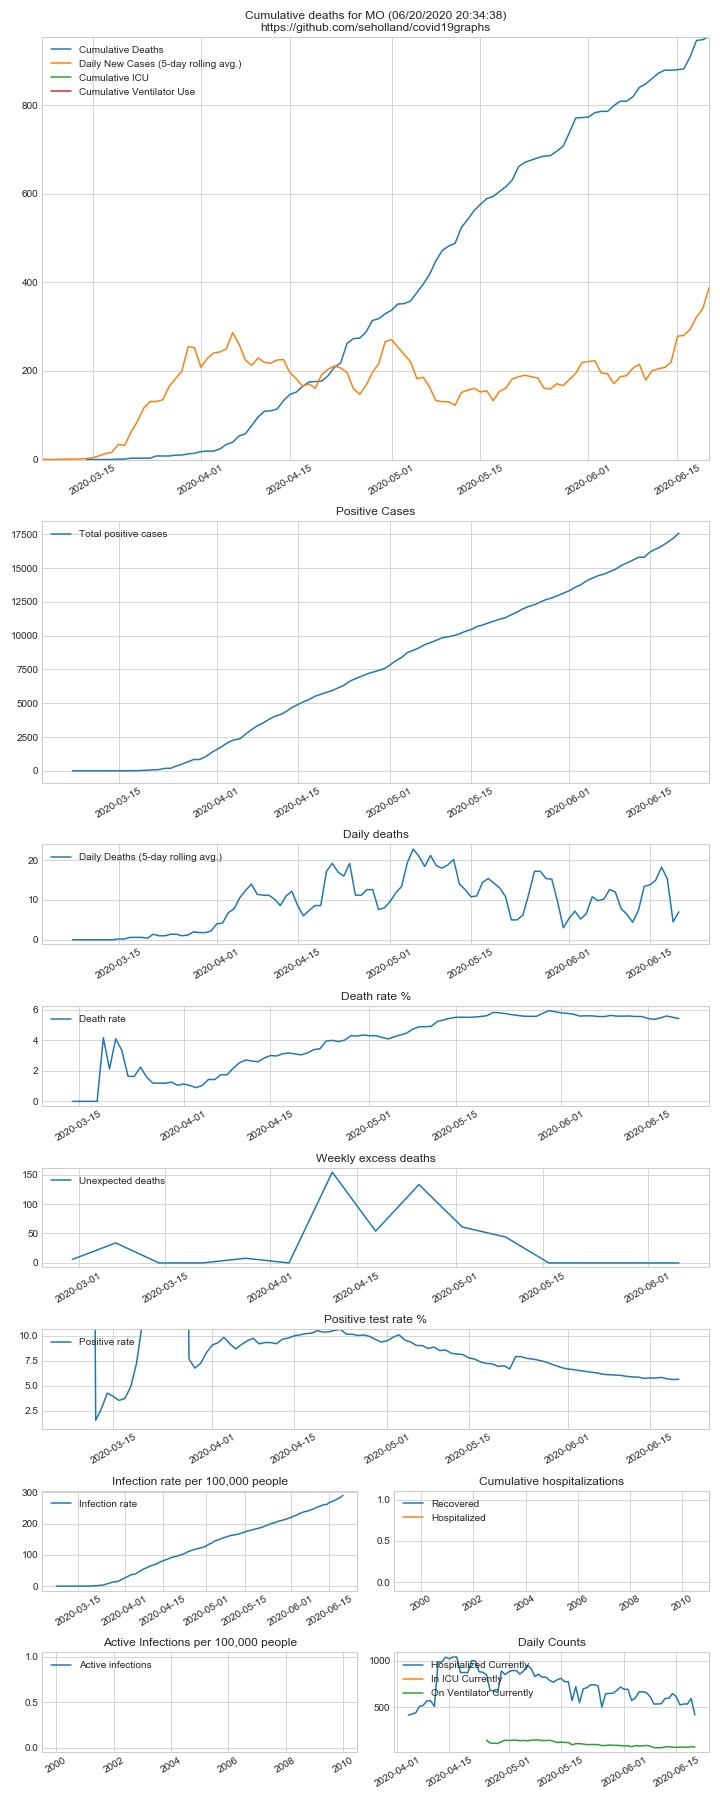 Cumulative deaths for MO (06/20/2020 20:34:38)
https://github.com/seholland/covid19graphs
Cumulative Deaths
Daily New Cases (5-day rolling avg.)
Cumulative ICU
Cumulative Ventilator Use
800
600
400
200
0
2020-03-15 2020-04-01 2020-04-15 2020-05-01 2020-05-15 2020-06-01 2020-06-15
Positive Cases
Total positive cases
17500
15000
12500
10000
7500
5000
2500
0
2020-03-15 2020-04-01 2020-04-15 2020-05-01 2020-05-15 2020-06-01 2020-06-15
Daily deaths
Daily Deaths (5-day rolling avg.)
20
10
0
2020-03-15 2020-04-01 2020-04-15 2020-05-01 2020-05-15 2020-06-01 2020-06-15
Death rate %
Death rate
6
4
2
0
2020-03-15 2020-04-01 2020-04-15 2020-05-01 2020-05-15 2020-06-01 2020-06-15
Weekly excess deaths
Unexpected deaths
150
100
50
0
2020-03-01 2020-03-15 2020-04-01 2020-04-15 2020-05-01 2020-05-15 2020-06-01
Positive test rate %
Positive rate
10.0
7.5
5.0
2.5
2020-03-15 2020-04-01 2020-04-15 2020-05-01 2020-05-15 2020-06-01 2020-06-15
Infection rate per 100,000 people
Infection rate
300
200
100
0
2020-03-15 2020-04-01 2020-04-15 2020-05-01 2020-05-15 2020-06-01 2020-06-15
Cumulative hospitalizations
Recovered
Hospitalized
1.0
0.5
0.0
2000 2002 2004 2006 2008 2010
Active Infections per 100,000 people
Active infections
1.0
0.5
0.0
2000 2002 2004 2006 2008 2010
Daily Counts
Hospitalized Currently
In ICU Currently
On Ventilator Currently
1000
500
2020-04-01 2020-04-15 2020-05-01 2020-05-15 2020-06-01 2020-06-15